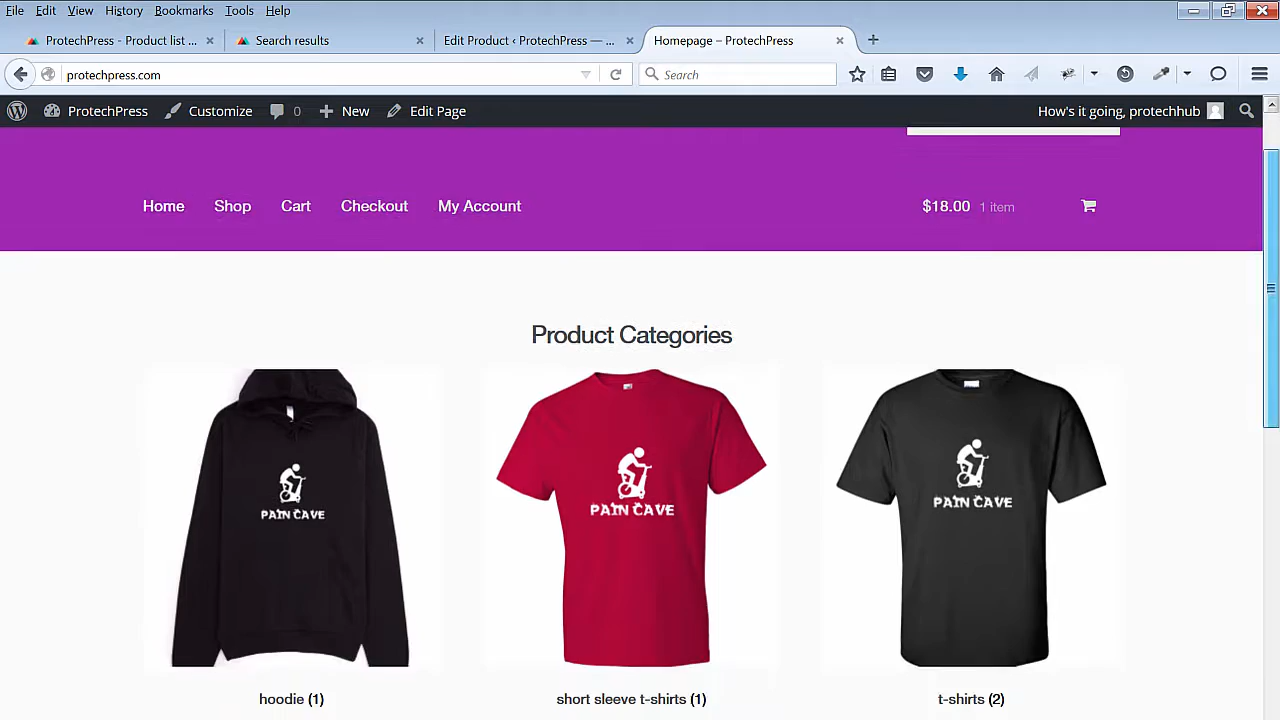 File Edit View History Bookmarks Tools Help
ProtechPress - Product list ... Search results Edit Product ‹ ProtechPress — ... Homepage – ProtechPress
protechpress.com Search
ProtechPress Customize 0 New Edit Page How's it going, protechhub
Home Shop Cart Checkout My Account $18.00 1 item
Product Categories
PAIN CAVE PAIN CAVE PAIN CAVE
hoodie (1) short sleeve t-shirts (1) t-shirts (2)